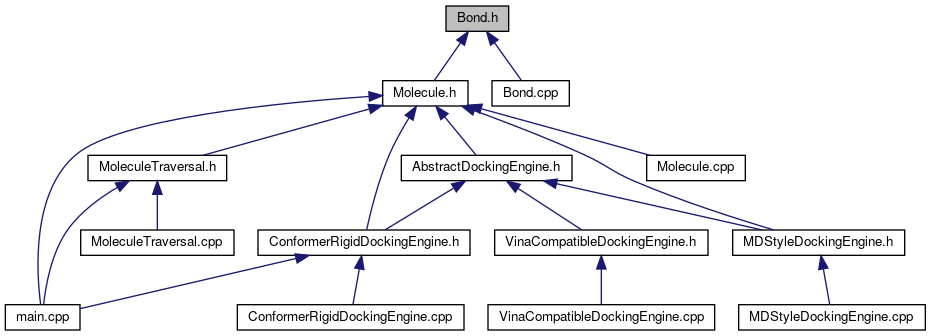 Bond.h
Molecule.h
Bond.cpp
MoleculeTraversal.h
AbstractDockingEngine.h
Molecule.cpp
MoleculeTraversal.cpp
ConformerRigidDockingEngine.h
VinaCompatibleDockingEngine.h
MDStyleDockingEngine.h
main.cpp
ConformerRigidDockingEngine.cpp
VinaCompatibleDockingEngine.cpp
MDStyleDockingEngine.cpp